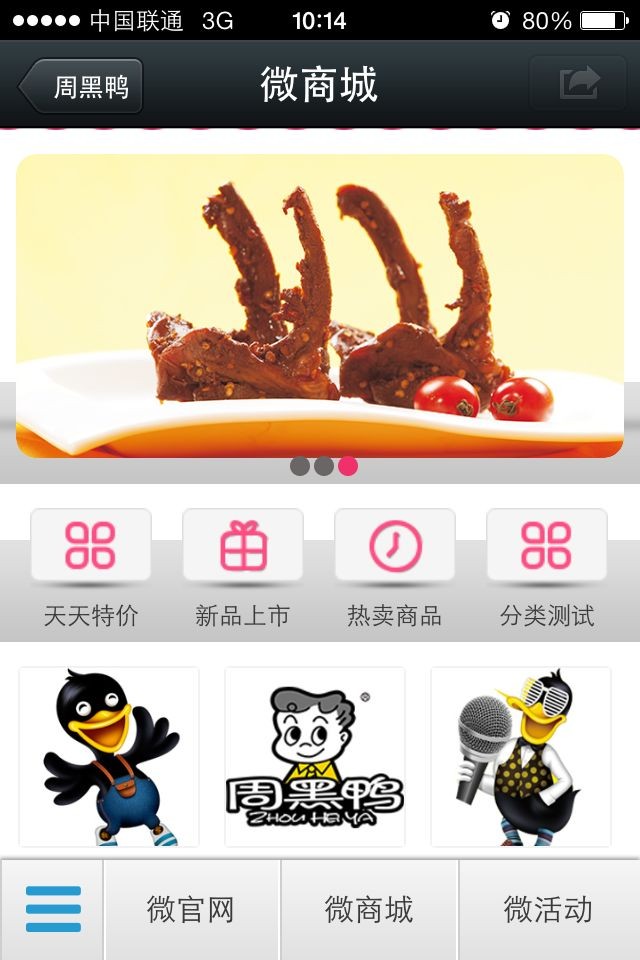 中国联通 3G 10:14 80%
周黑鸭 微商城
天天特价 新品上市 热卖商品 分类测试
周黑鸭
ZHOU HEI YA
微官网 微商城 微活动